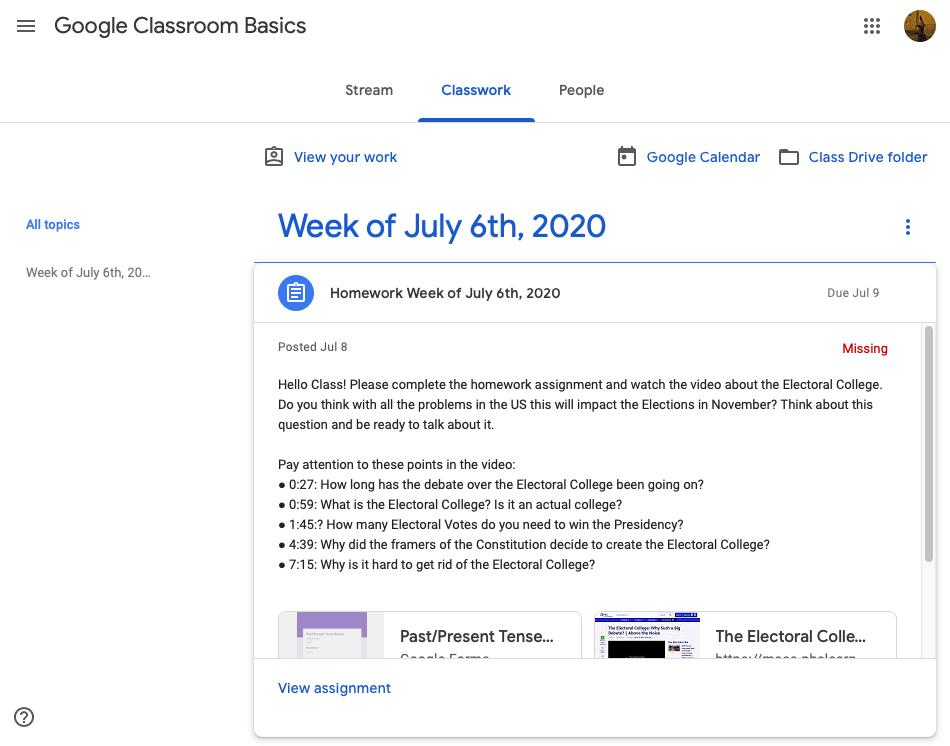 Google Classroom Basics
Stream
Classwork
People
View your work
Google Calendar
Class Drive folder
All topics
Week of July 6th, 20...
Week of July 6th, 2020
Homework Week of July 6th, 2020
Due Jul 9
Posted Jul 8
Missing
Hello Class! Please complete the homework assignment and watch the video about the Electoral College.
Do you think with all the problems in the US this will impact the Elections in November? Think about this
question and be ready to talk about it.
Pay attention to these points in the video:
● 0:27: How long has the debate over the Electoral College been going on?
● 0:59: What is the Electoral College? Is it an actual college?
● 1:45:? How many Electoral Votes do you need to win the Presidency?
● 4:39: Why did the framers of the Constitution decide to create the Electoral College?
● 7:15: Why is it hard to get rid of the Electoral College?
Past/Present Tense...
Google Forms
The Electoral College: Why Such a Big
Debate? | Above the Noise
The Electoral Colle...
View assignment